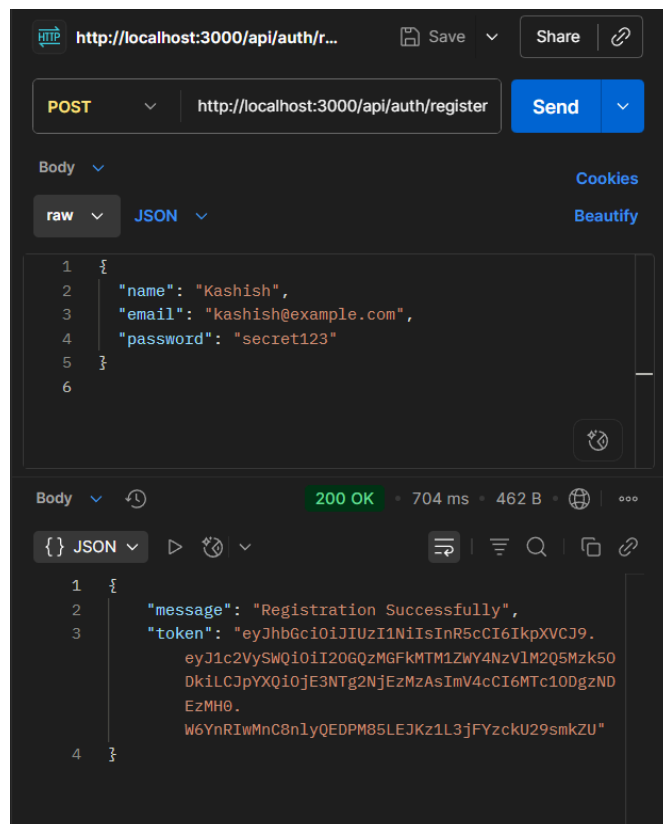 HTTP http://localhost:3000/api/auth/r... Save Share
POST http://localhost:3000/api/auth/register Send
Body
Cookies
raw JSON Beautify
1 {
2 "name": "Kashish",
3 "email": "kashish@example.com",
4 "password": "secret123"
5 }
6
Body 200 OK • 704 ms • 462 B •
{} JSON
1 {
2 "message": "Registration Successfully",
3 "token": "eyJhbGciOiJIUzI1NiIsInR5cCI6IkpXVCJ9.
eyJ1c2VySWQiOiI2OGQzMGFkMTM1ZWY4NzVlM2Q5Mzk5O
DkiLCJpYXQiOjE3NTg2NjEzMzAsImV4cCI6MTc1ODgzND
EzMH0.
W6YnRIwMnC8nlyQEDPM85LEJKz1L3jFYzckU29smkZU"
4 }